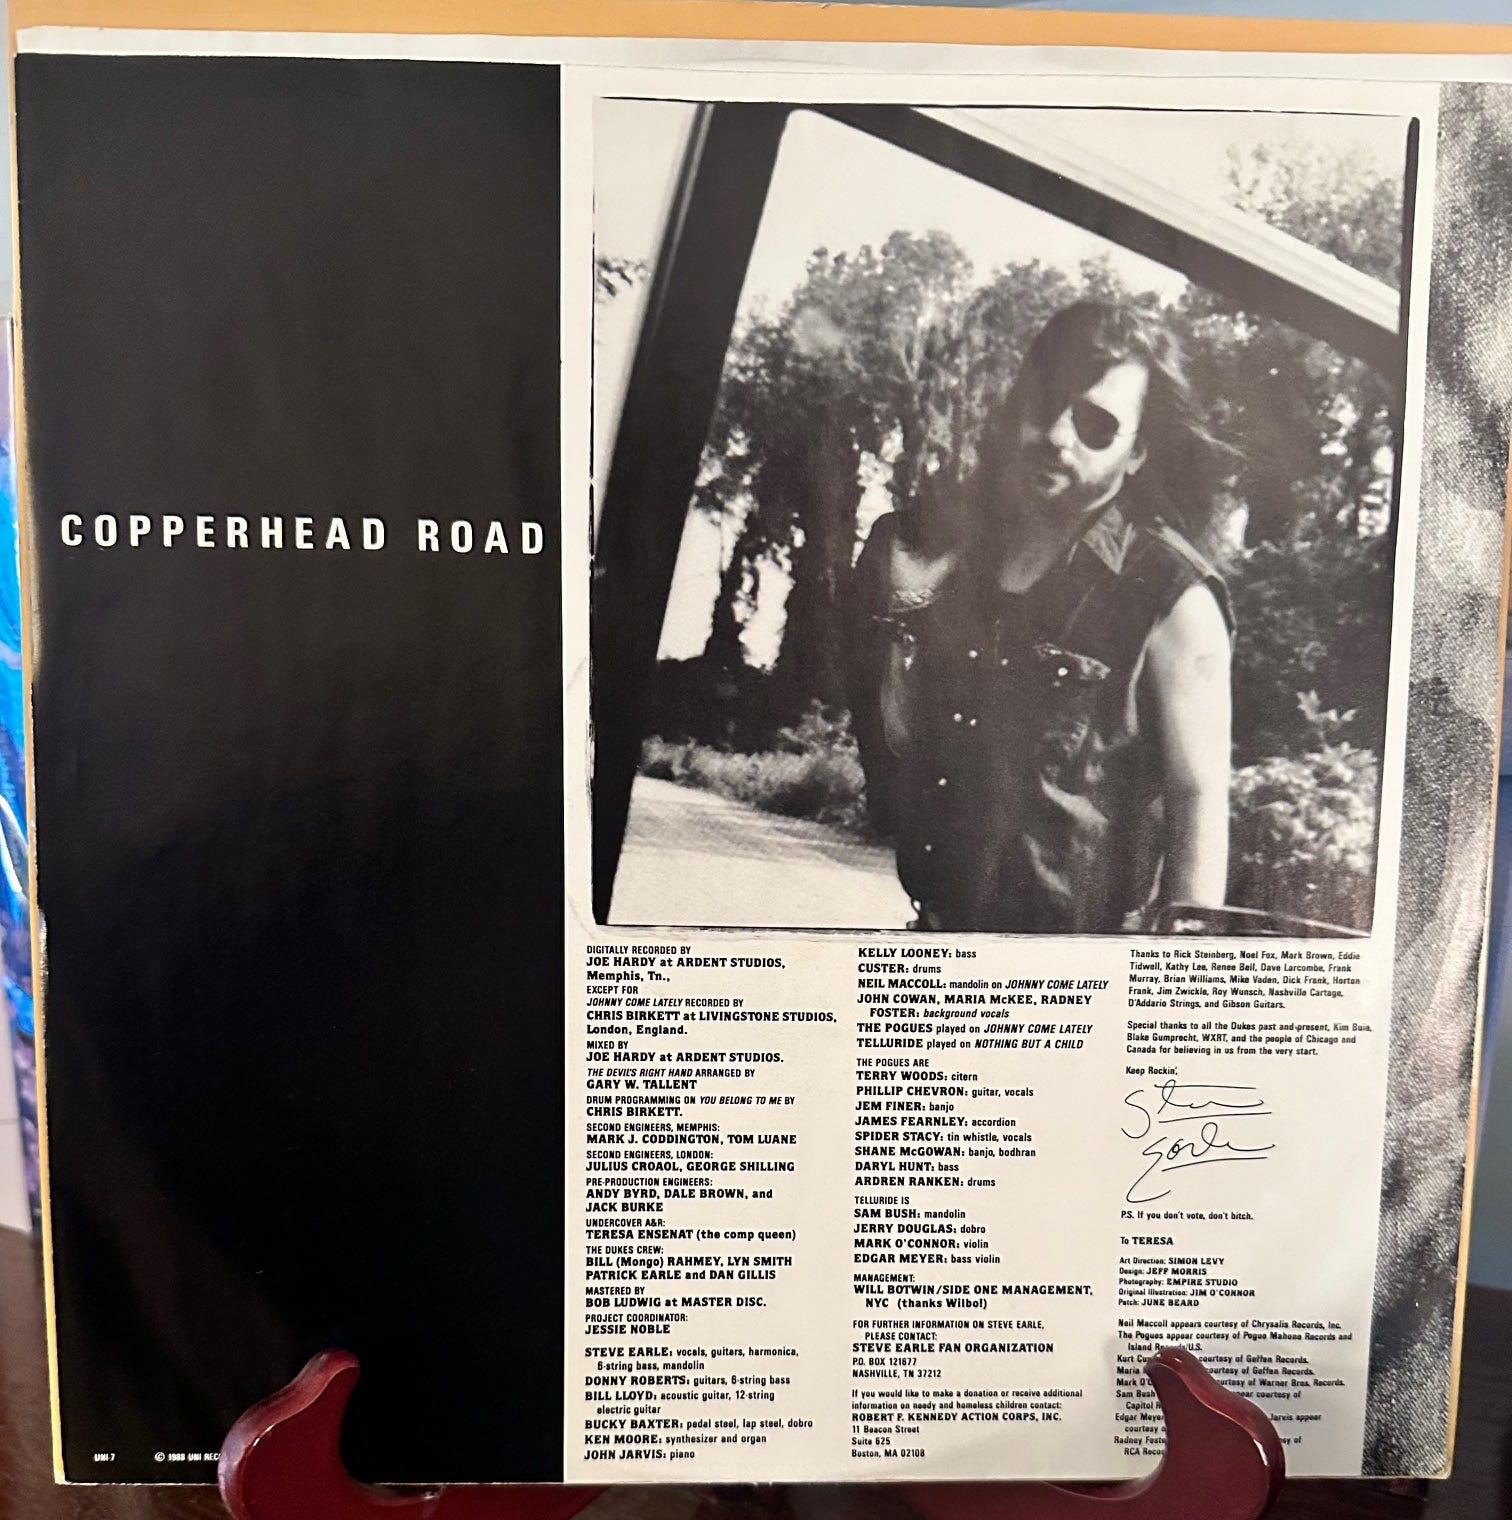 COPPERHEAD ROAD
UNI-7
© 1988 UNI
DIGITALLY RECORDED BY
JOE HARDY at ARDENT STUDIOS,
Memphis, Tn.,
EXCEPT FOR
JOHNNY COME LATELY RECORDED BY
CHRIS BIRKETT at LIVINGSTONE STUDIOS,
London, England.
MIXED BY
JOE HARDY at ARDENT STUDIOS.
THE DEVIL'S RIGHT HAND ARRANGED BY
GARY W. TALLENT
DRUM PROGRAMMING ON YOU BELONG TO ME BY
CHRIS BIRKETT.
SECOND ENGINEERS, MEMPHIS:
MARK J. CODDINGTON, TOM LUANE
SECOND ENGINEERS, LONDON:
JULIUS CROAOL, GEORGE SHILLING
PRE-PRODUCTION ENGINEERS:
ANDY BYRD, DALE BROWN, and
JACK BURKE
UNDERCOVER A&R:
TERESA ENSENAT (the comp queen)
THE DUKES CREW:
BILL (Mongo) RAHMEY, LYN SMITH
PATRICK EARLE and DAN GILLIS
MASTERED BY
BOB LUDWIG at MASTER DISC.
PROJECT COORDINATOR:
JESSIE NOBLE
STEVE EARLE: vocals, guitars, harmonica,
6-string bass, mandolin
DONNY ROBERTS: guitars, 6-string bass
BILL LLOYD: acoustic guitar, 12-string
electric guitar
BUCKY BAXTER: pedal steel, lap steel, dobro
KEN MOORE: synthesizer and organ
JOHN JARVIS: piano
KELLY LOONEY: bass
CUSTER: drums
NEIL MACCOLL: mandolin on JOHNNY COME LATELY
JOHN COWAN, MARIA McKEE, RADNEY
FOSTER: background vocals
THE POGUES played on JOHNNY COME LATELY
TELLURIDE played on NOTHING BUT A CHILD
THE POGUES ARE
TERRY WOODS: citern
PHILLIP CHEVRON: guitar, vocals
JEM FINER: banjo
JAMES FEARNLEY: accordion
SPIDER STACY: tin whistle, vocals
SHANE McGOWAN: banjo, bodhran
DARYL HUNT: bass
ARDREN RANKEN: drums
TELLURIDE IS
SAM BUSH: mandolin
JERRY DOUGLAS: dobro
MARK O'CONNOR: violin
EDGAR MEYER: bass violin
MANAGEMENT:
WILL BOTWIN/SIDE ONE MANAGEMENT,
NYC (thanks Wilbo!)
FOR FURTHER INFORMATION ON STEVE EARLE,
PLEASE CONTACT:
STEVE EARLE FAN ORGANIZATION
P.O. BOX 121677
NASHVILLE, TN 37212
If you would like to make a donation or receive additional
information on needy and homeless children contact:
ROBERT F. KENNEDY ACTION CORPS, INC.
11 Beacon Street
Suite 625
Boston, MA 02108
Thanks to Rick Steinberg, Noel Fox, Mark Brown, Eddie
Tidwell, Kathy Lee, Renee Bell, Dave Larcombe, Frank
Murray, Brian Williams, Mike Vaden, Dick Frank, Horton
Frank, Jim Zwickle, Roy Wunsch, Nashville Cartage,
D'Addario Strings, and Gibson Guitars.
Special thanks to all the Dukes past and present, Kim Buie,
Blake Gumprecht, WXRT, and the people of Chicago and
Canada for believing in us from the very start.
Keep Rockin',
Steve
Earle
P.S. If you don't vote, don't bitch.
To TERESA
Art Direction: SIMON LEVY
Design: JEFF MORRIS
Photography: EMPIRE STUDIO
Original Illustration: JIM O'CONNOR
Patch: JUNE BEARD
Neil Maccoll appears courtesy of Chrysalis Records, Inc.
The Pogues appear courtesy of Pogue Mahone Records and
Island U.S.
Kurt courtesy of Geffen Records.
Maria courtesy of Geffen Records.
Mark of Warner Bros. Records.
Sam Bush courtesy of
Capitol
Edgar Jarvis appear
Radney of
RCA